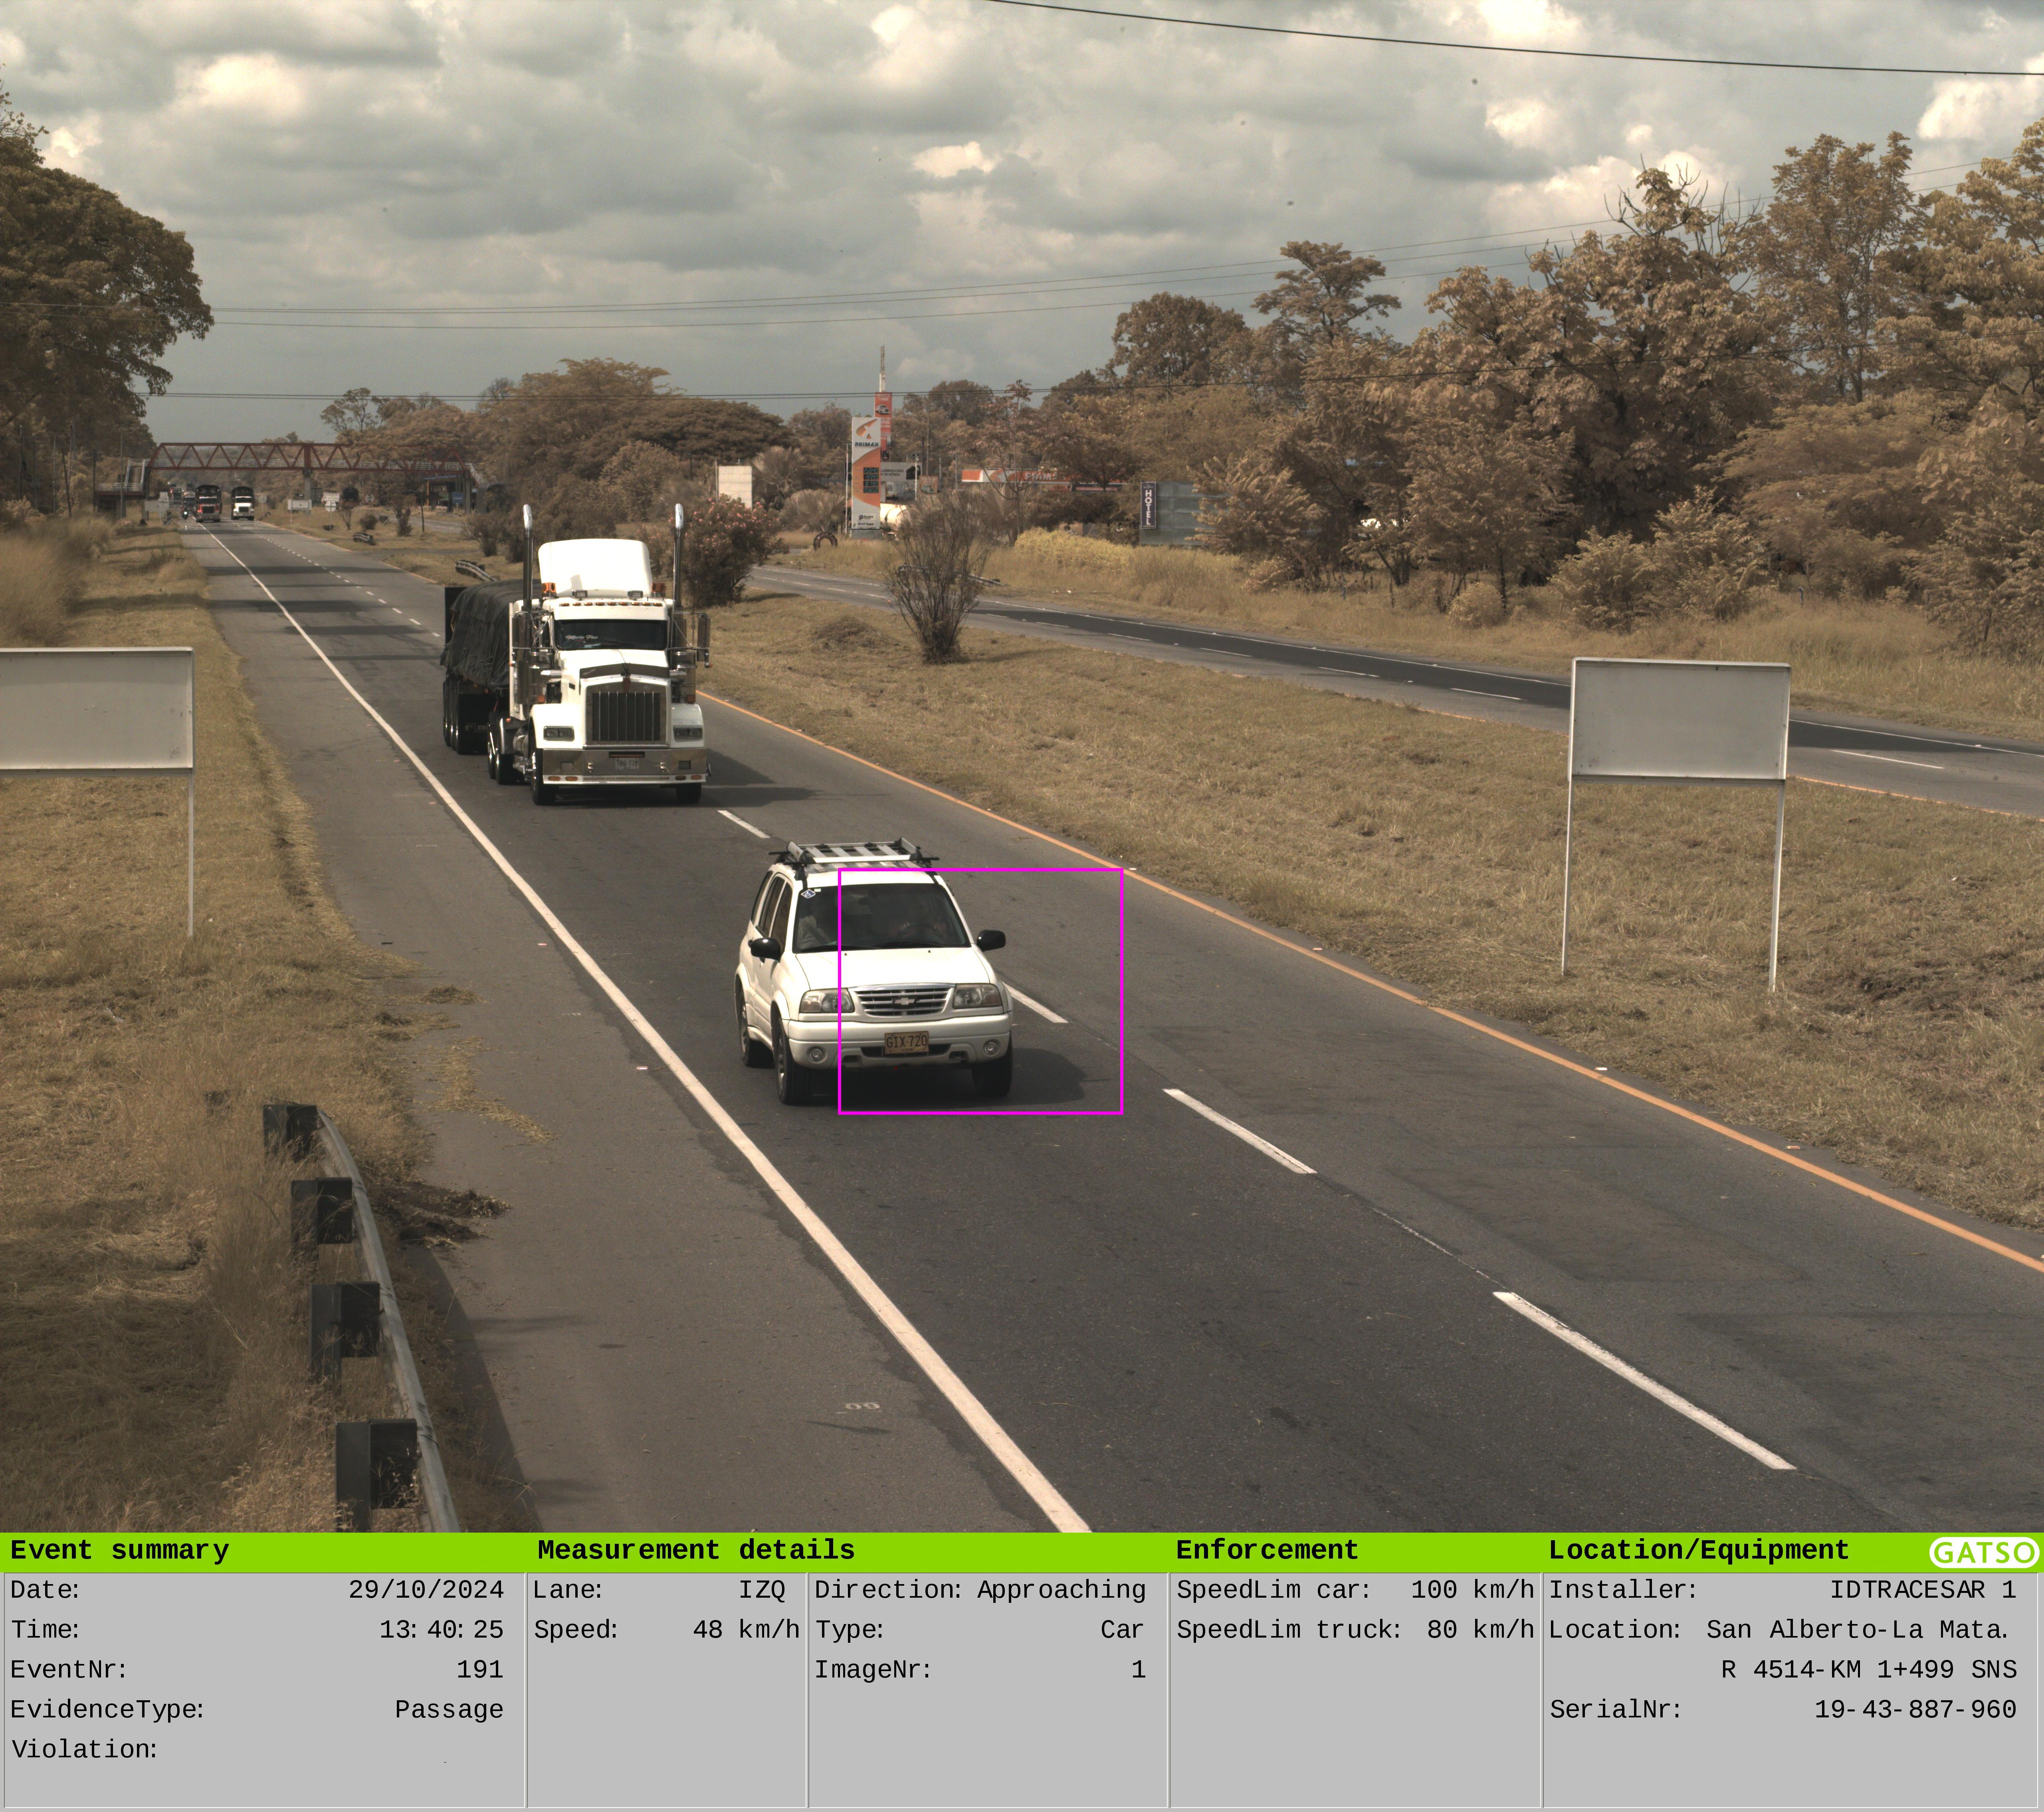 HOTEL
GIX-720
Event summary
Date: 29/10/2024
Time: 13:40:25
EventNr: 191
EvidenceType: Passage
Violation:
Measurement details
Lane: IZQ
Speed: 48 km/h
Direction: Approaching
Type: Car
ImageNr: 1
Enforcement
SpeedLim car: 100 km/h
SpeedLim truck: 80 km/h
Location/Equipment
GATSO
Installer: IDTRACESAR 1
Location: San Alberto-La Mata.
R 4514-KM 1+499 SNS
SerialNr: 19-43-887-960